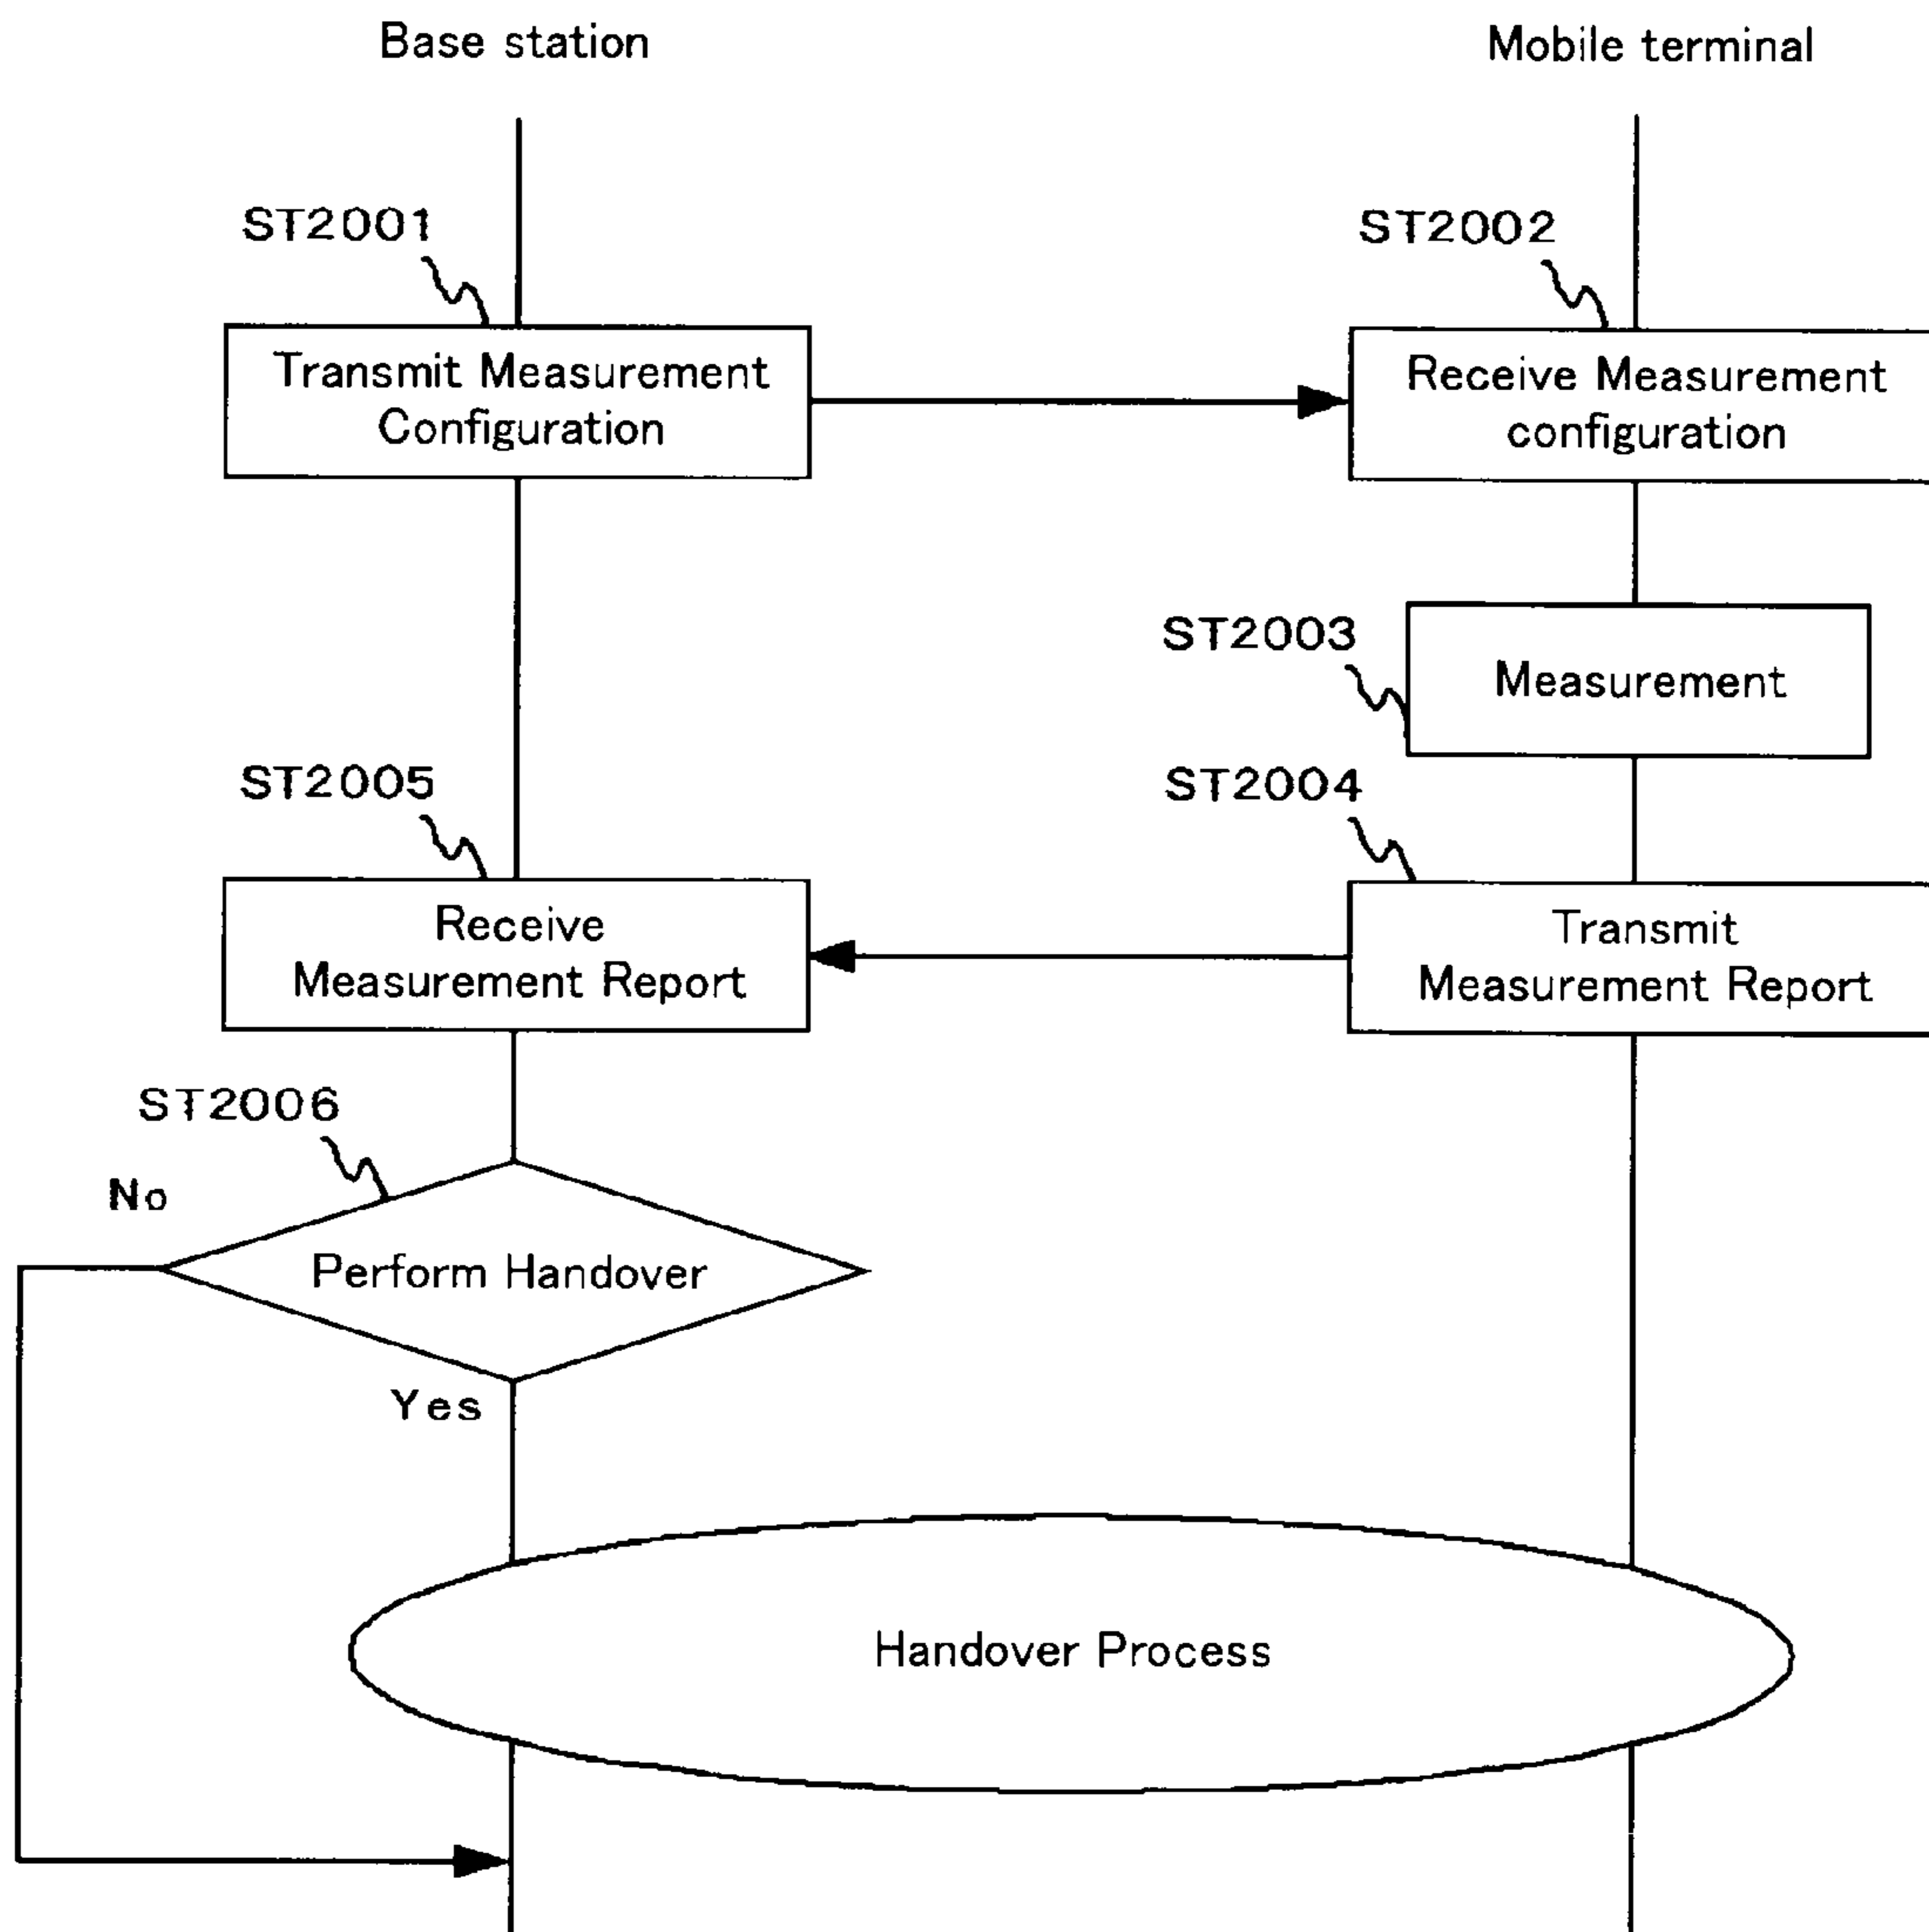 Base station
Mobile terminal
ST2001
ST2002
Transmit Measurement
Configuration
Receive Measurement
configuration
ST2003
Measurement
ST2005
ST2004
Receive
Measurement Report
Transmit
Measurement Report
ST2006
No
Perform Handover
Yes
Handover Process